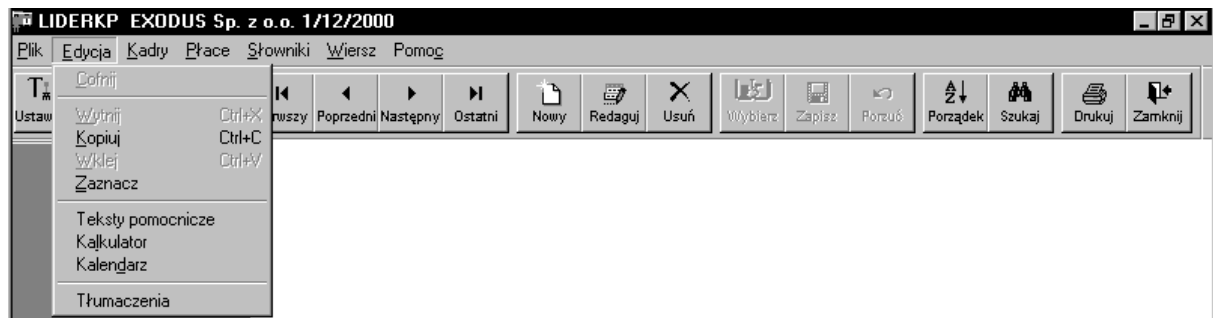 LIDERKP EXODUS Sp. z o.o. 1/12/2000
Plik Edycja Kadry Płace Słowniki Wiersz Pomoc
Ustaw rwszy Poprzedni Następny Ostatni Nowy Redaguj Usuń Wybierz Zapisz Porzuć Porządek Szukaj Drukuj Zamknij
Cofnij
Wytnij Ctrl+X
Kopiuj Ctrl+C
Wklej Ctrl+V
Zaznacz
Teksty pomocnicze
Kalkulator
Kalendarz
Tłumaczenia